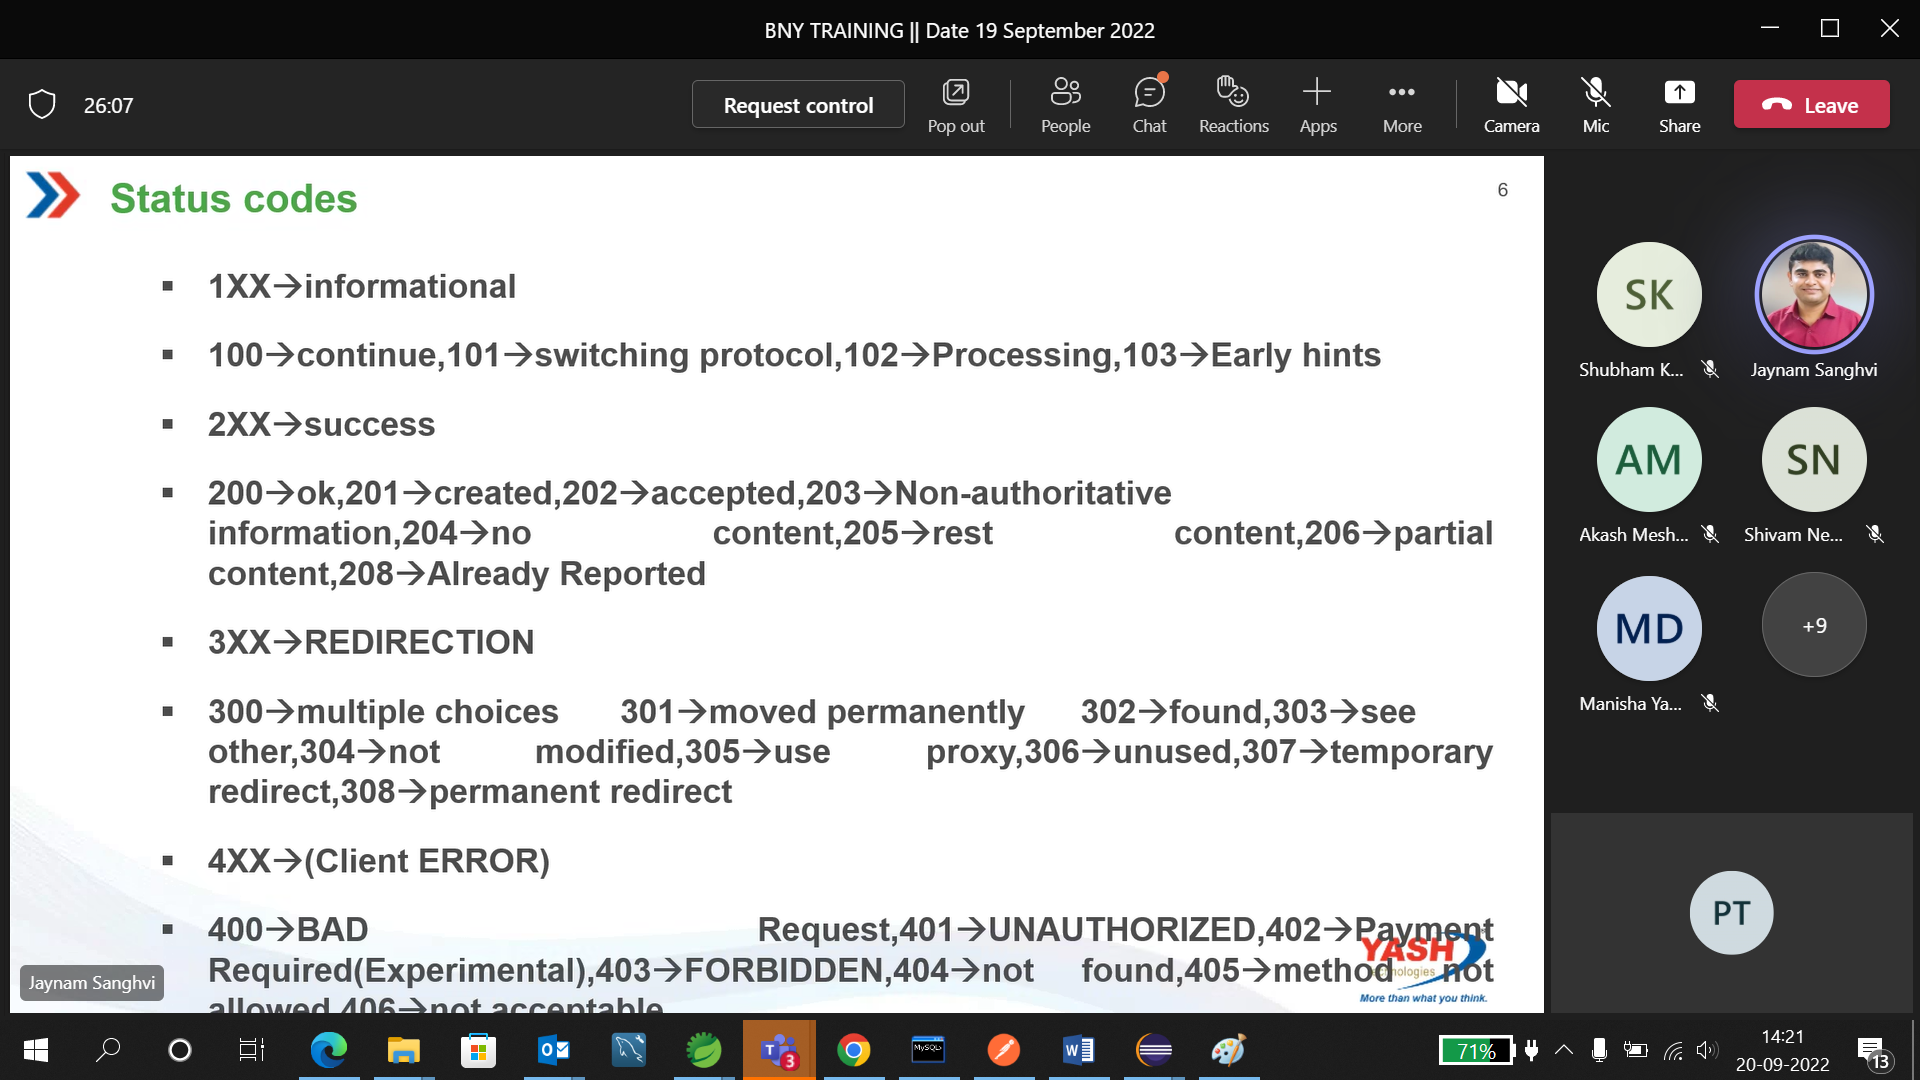 BNY TRAINING || Date 19 September 2022
26:07
Request control
Pop out
People
Chat
Reactions
Apps
More
Camera
Mic
Share
Leave
Status codes
6
▪ 1XX→informational
▪ 100→continue,101→switching protocol,102→Processing,103→Early hints
▪ 2XX→success
▪ 200→ok,201→created,202→accepted,203→Non-authoritative
information,204→no content,205→rest content,206→partial
content,208→Already Reported
▪ 3XX→REDIRECTION
▪ 300→multiple choices 301→moved permanently 302→found,303→see
other,304→not modified,305→use proxy,306→unused,307→temporary
redirect,308→permanent redirect
▪ 4XX→(Client ERROR)
▪ 400→BAD Request,401→UNAUTHORIZED,402→Payment
Required(Experimental),403→FORBIDDEN,404→not found,405→method not
allowed,406→not acceptable
YASH
Technologies
More than what you think.
Jaynam Sanghvi
SK
Shubham K...
Jaynam Sanghvi
AM
Akash Mesh...
SN
Shivam Ne...
MD
Manisha Ya...
+9
PT
3
MySQL
71%
14:21
20-09-2022
13